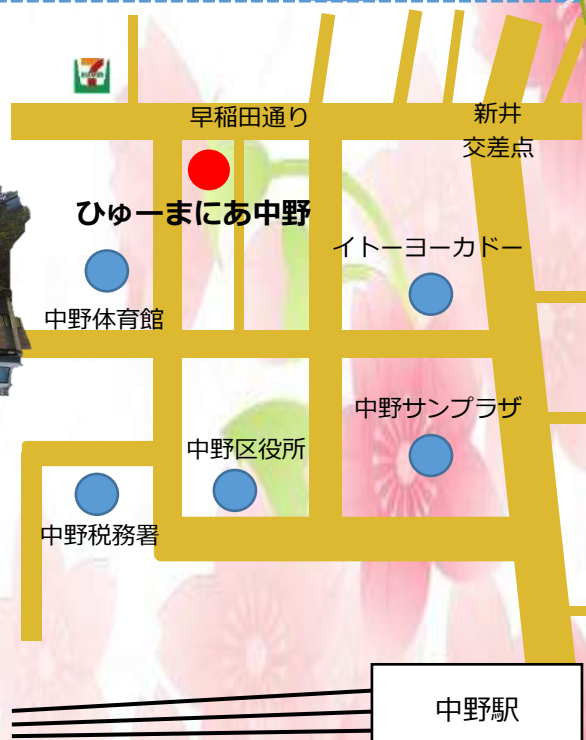 早稲田通り
新井
交差点
ひゅーまにあ中野
イトーヨーカドー
中野体育館
中野サンプラザ
中野区役所
中野税務署
中野駅